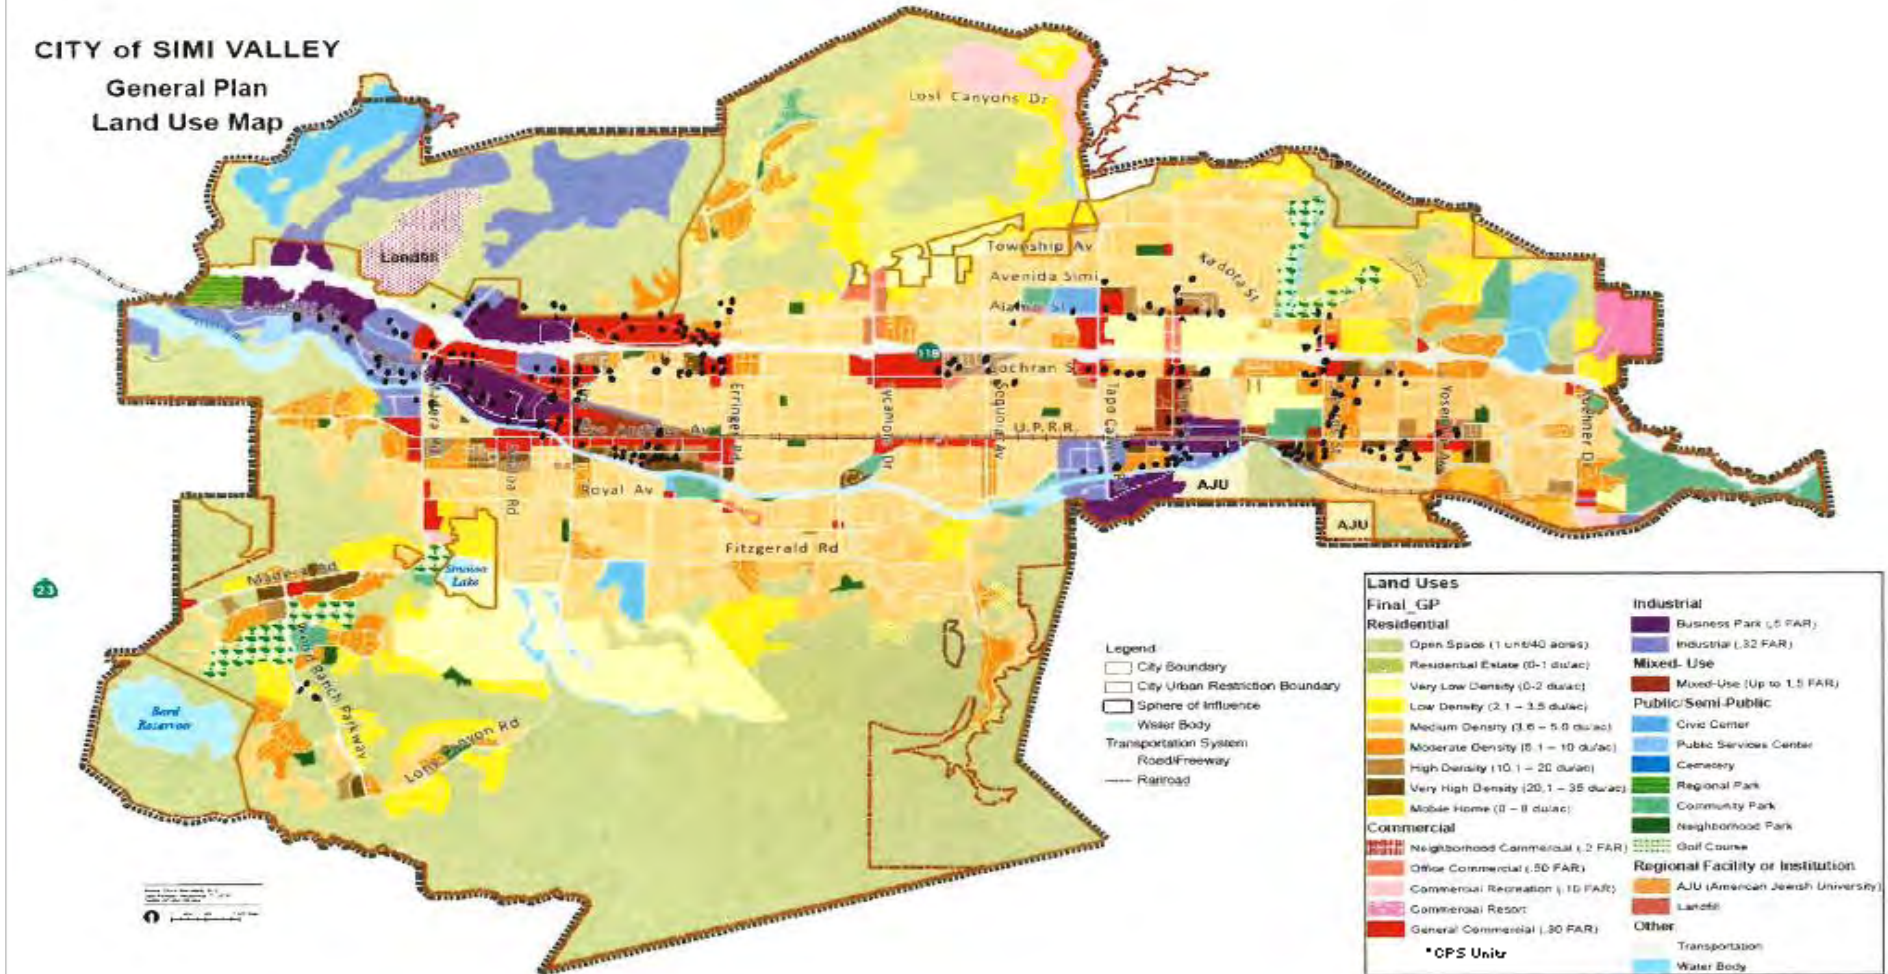 CITY of SIMI VALLEY
General Plan
Land Use Map
Lost Canyons Dr
Landfill
Township Av
Avenida Simi
Alamo St
Kadota St
118
Cochran St
Erringer Rd
Sycamore Dr
Sequoia Av
Tapo Canyon Rd
Yosemite Av
Kuehner Dr
Los Angeles Av
U.P.R.R.
Madera Rd
Sinaloa Rd
Royal Av
AJU
AJU
Fitzgerald Rd
23
Madera Rd
Sinaloa
Lake
Wood Ranch Parkway
Bard
Reservoir
Long Canyon Rd
Legend
City Boundary
City Urban Restriction Boundary
Sphere of Influence
Water Body
Transportation System
Road/Freeway
Railroad
Land Uses
Final_GP
Residential
Open Space (1 unit/40 acres)
Residential Estate (0-1 du/ac)
Very Low Density (0-2 du/ac)
Low Density (2.1 – 3.5 du/ac)
Medium Density (3.6 – 5.0 du/ac)
Moderate Density (5.1 – 10 du/ac)
High Density (10.1 – 20 du/ac)
Very High Density (20.1 – 35 du/ac)
Mobile Home (0 – 8 du/ac)
Commercial
Neighborhood Commercial (.2 FAR)
Office Commercial (.50 FAR)
Commercial Recreation (.10 FAR)
Commercial Resort
General Commercial (.30 FAR)
*CPS Units
Industrial
Business Park (.5 FAR)
Industrial (.32 FAR)
Mixed- Use
Mixed-Use (Up to 1.5 FAR)
Public/Semi-Public
Civic Center
Public Services Center
Cemetery
Regional Park
Community Park
Neighborhood Park
Golf Course
Regional Facility or Institution
AJU (American Jewish University)
Landfill
Other
Transportation
Water Body